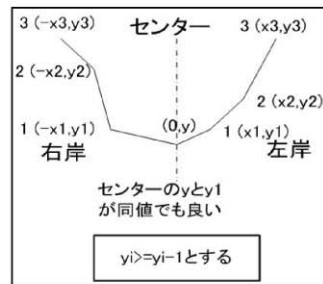 3 (-x3,y3) センター 3 (x3,y3)
2 (-x2,y2)
(0,y) 2 (x2,y2)
1 (-x1,y1) 1 (x1,y1)
右岸 左岸
センターのyとy1
が同値でも良い
yi>=yi-1とする